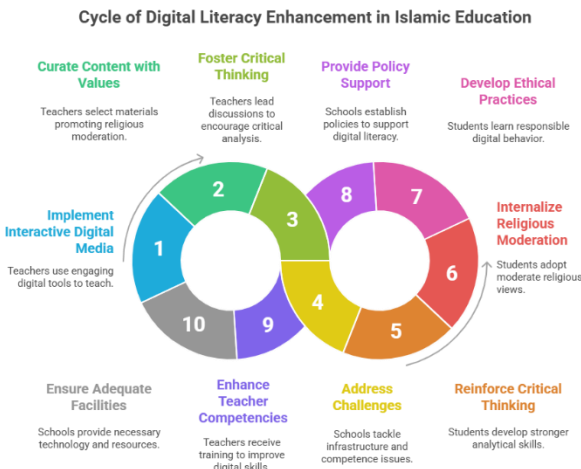 Cycle of Digital Literacy Enhancement in Islamic Education
Curate Content with
Values
Teachers select materials
promoting religious
moderation.
Foster Critical
Thinking
Teachers lead
discussions to
encourage critical
analysis.
Provide Policy
Support
Schools establish
policies to support
digital literacy.
Develop Ethical
Practices
Students learn responsible
digital behavior.
Implement
Interactive Digital
Media
Teachers use engaging
digital tools to teach.
1
2
3
4
5
6
7
8
9
10
Internalize
Religious
Moderation
Students adopt
moderate religious
views.
Ensure Adequate
Facilities
Schools provide necessary
technology and resources.
Enhance
Teacher
Competencies
Teachers receive
training to improve
digital skills.
Address
Challenges
Schools tackle
infrastructure and
competence issues.
Reinforce Critical
Thinking
Students develop stronger
analytical skills.